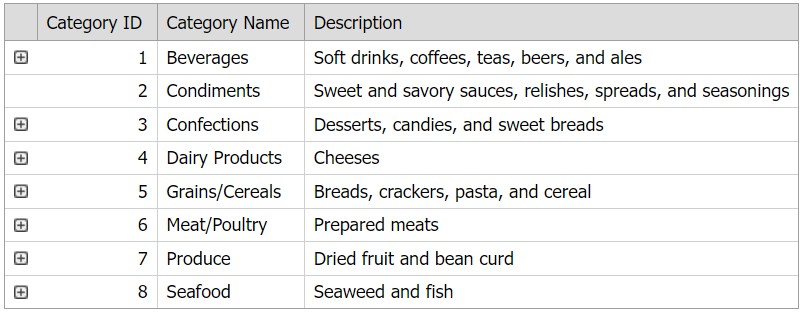 Category ID Category Name Description
1 Beverages Soft drinks, coffees, teas, beers, and ales
2 Condiments Sweet and savory sauces, relishes, spreads, and seasonings
3 Confections Desserts, candies, and sweet breads
4 Dairy Products Cheeses
5 Grains/Cereals Breads, crackers, pasta, and cereal
6 Meat/Poultry Prepared meats
7 Produce Dried fruit and bean curd
8 Seafood Seaweed and fish